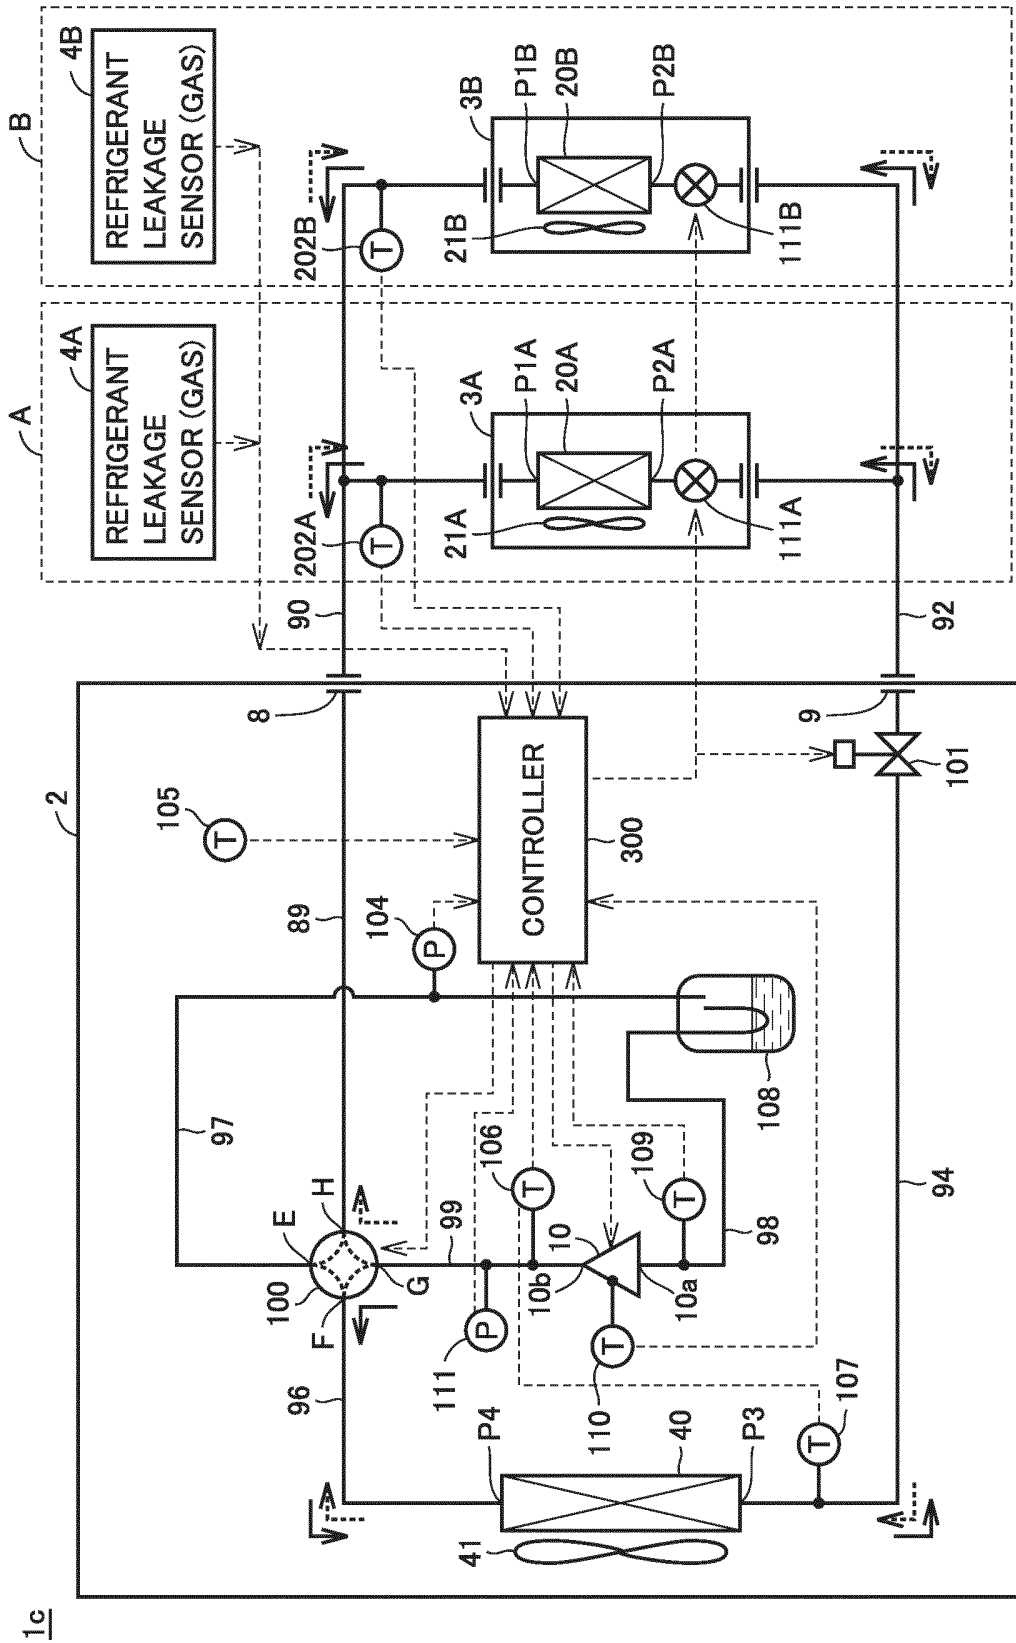 1c
2
A
B
REFRIGERANT
LEAKAGE
SENSOR (GAS)
4A
REFRIGERANT
LEAKAGE
SENSOR (GAS)
4B
97
105
T
E
H
100
F
G
96
89
8
90
202A
T
202B
T
104
P
99
106
T
111
P
P4
41
40
P3
10
10b
10a
110
T
109
T
98
108
107
T
94
CONTROLLER
300
101
9
92
3A
P1A
20A
21A
P2A
111A
3B
P1B
20B
21B
P2B
111B